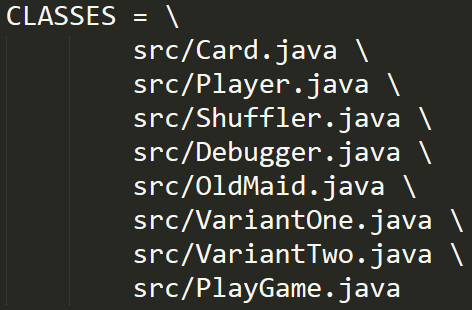 CLASSES = \
src/Card.java \
src/Player.java \
src/Shuffler.java \
src/Debugger.java \
src/OldMaid.java \
src/VariantOne.java \
src/VariantTwo.java \
src/PlayGame.java